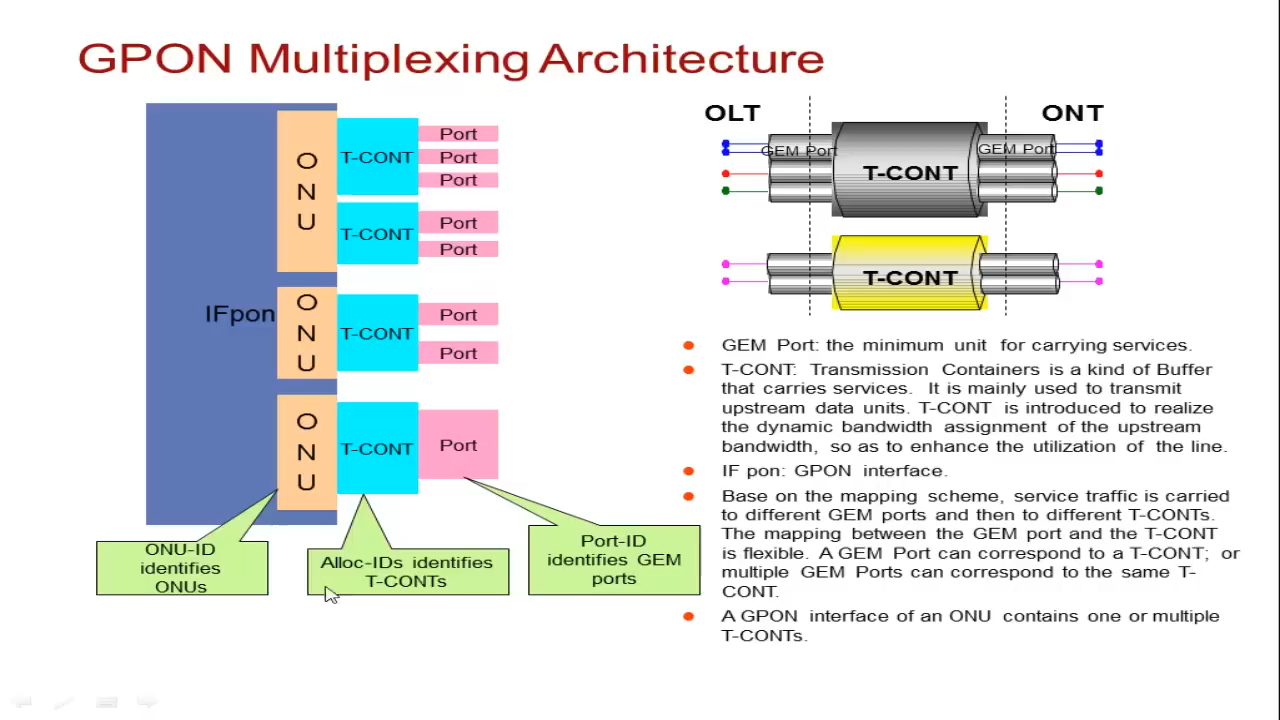 GPON Multiplexing Architecture
O
N
U
T-CONT
Port
Port
Port
T-CONT
Port
Port
IFpon
O
N
U
T-CONT
Port
Port
O
N
U
T-CONT
Port
ONU-ID
identifies
ONUs
Alloc-IDs identifies
T-CONTs
Port-ID
identifies GEM
ports
OLT
ONT
GEM Port
T-CONT
GEM Port
T-CONT
GEM Port: the minimum unit for carrying services.
T-CONT: Transmission Containers is a kind of Buffer
that carries services. It is mainly used to transmit
upstream data units. T-CONT is introduced to realize
the dynamic bandwidth assignment of the upstream
bandwidth, so as to enhance the utilization of the line.
IF pon: GPON interface.
Base on the mapping scheme, service traffic is carried
to different GEM ports and then to different T-CONTs.
The mapping between the GEM port and the T-CONT
is flexible. A GEM Port can correspond to a T-CONT; or
multiple GEM Ports can correspond to the same T-
CONT.
A GPON interface of an ONU contains one or multiple
T-CONTs.